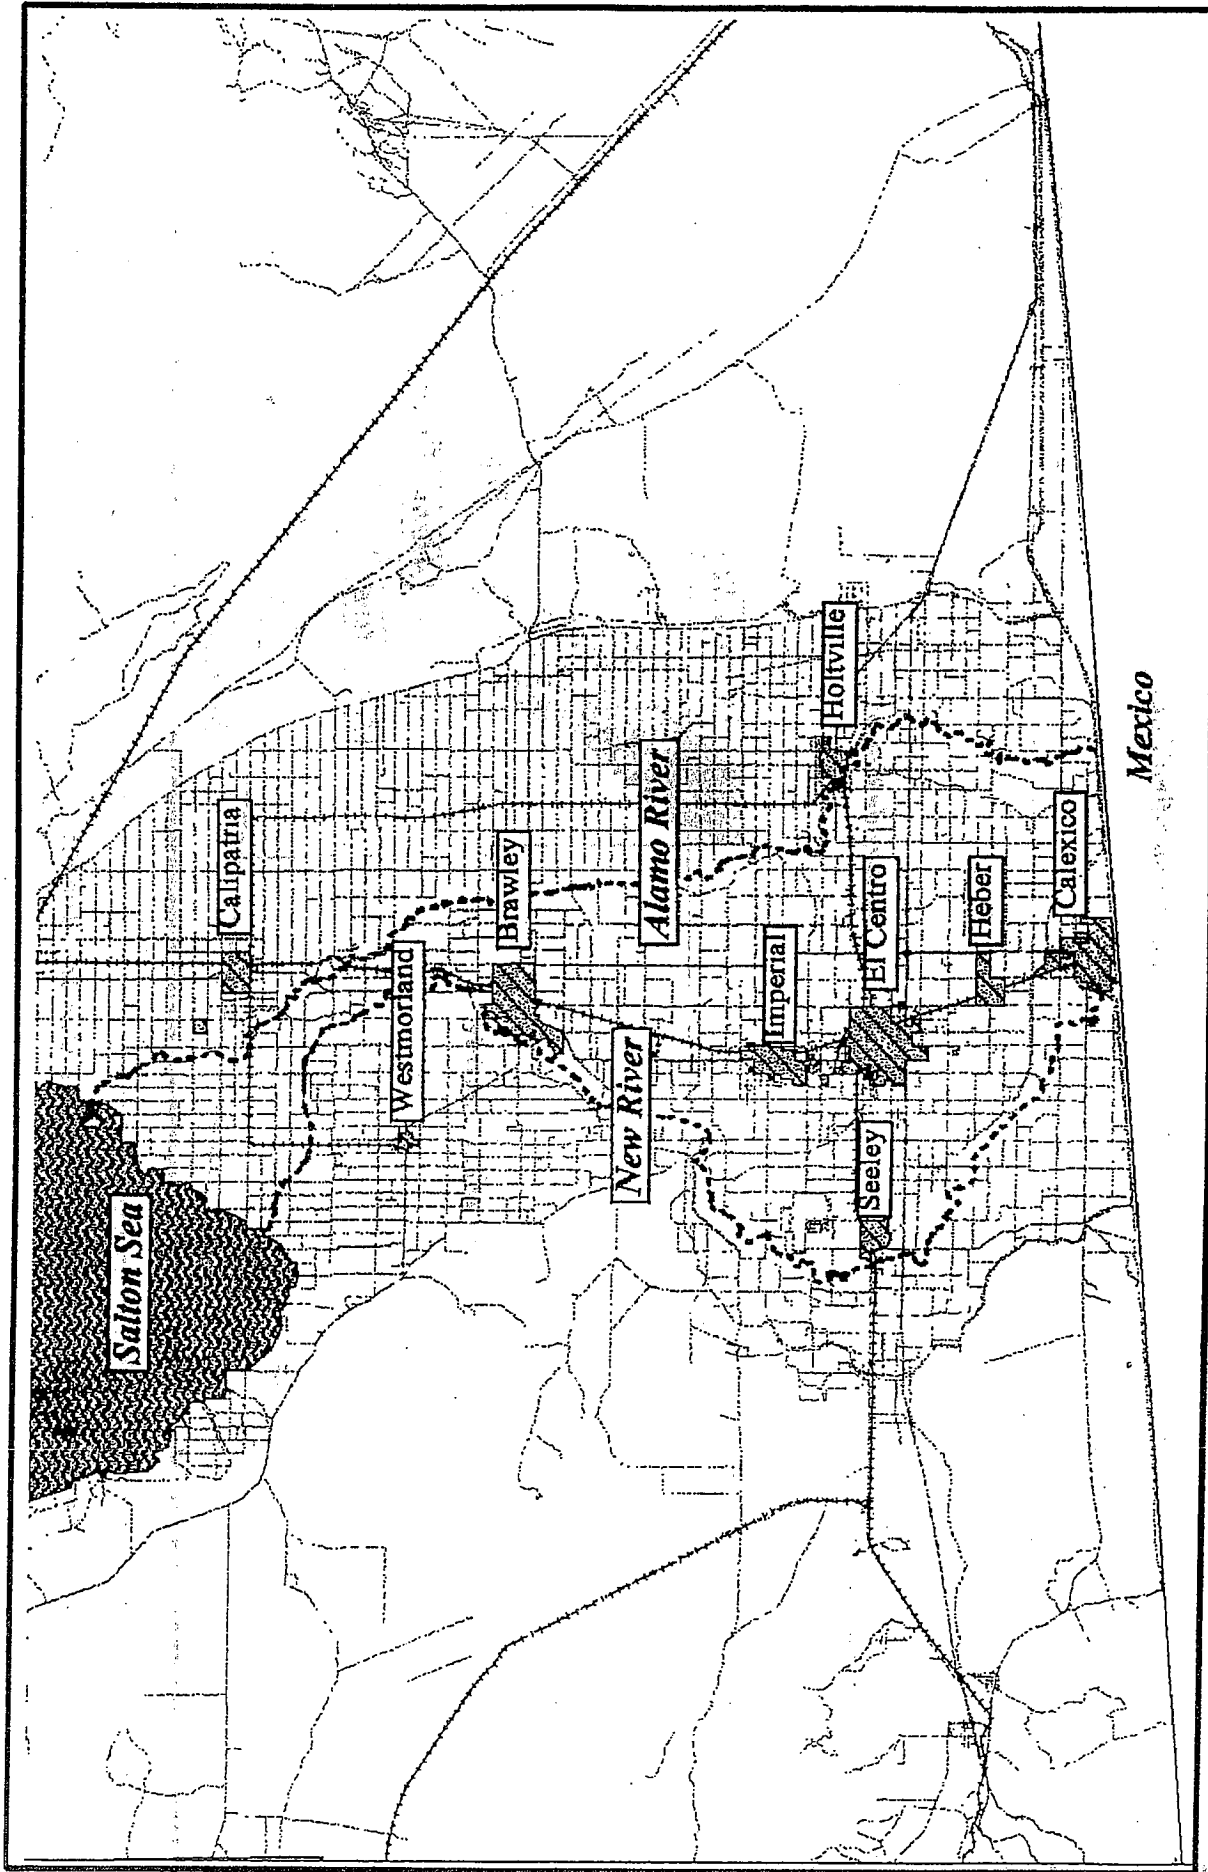 Salton Sea
Calipatria
Westmorland
Brawley
Alamo River
New River
Imperial
Holtville
El Centro
Seeley
Heber
Calexico
Mexico